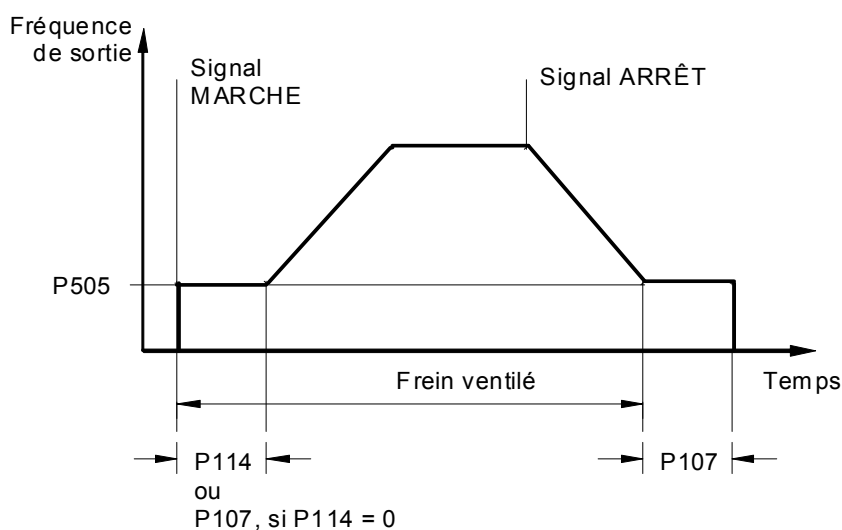 Fréquence
de sortie
Signal
MARCHE
Signal ARRÊT
P505
Frein ventilé
Temps
P114
ou
P107, si P114 = 0
P107